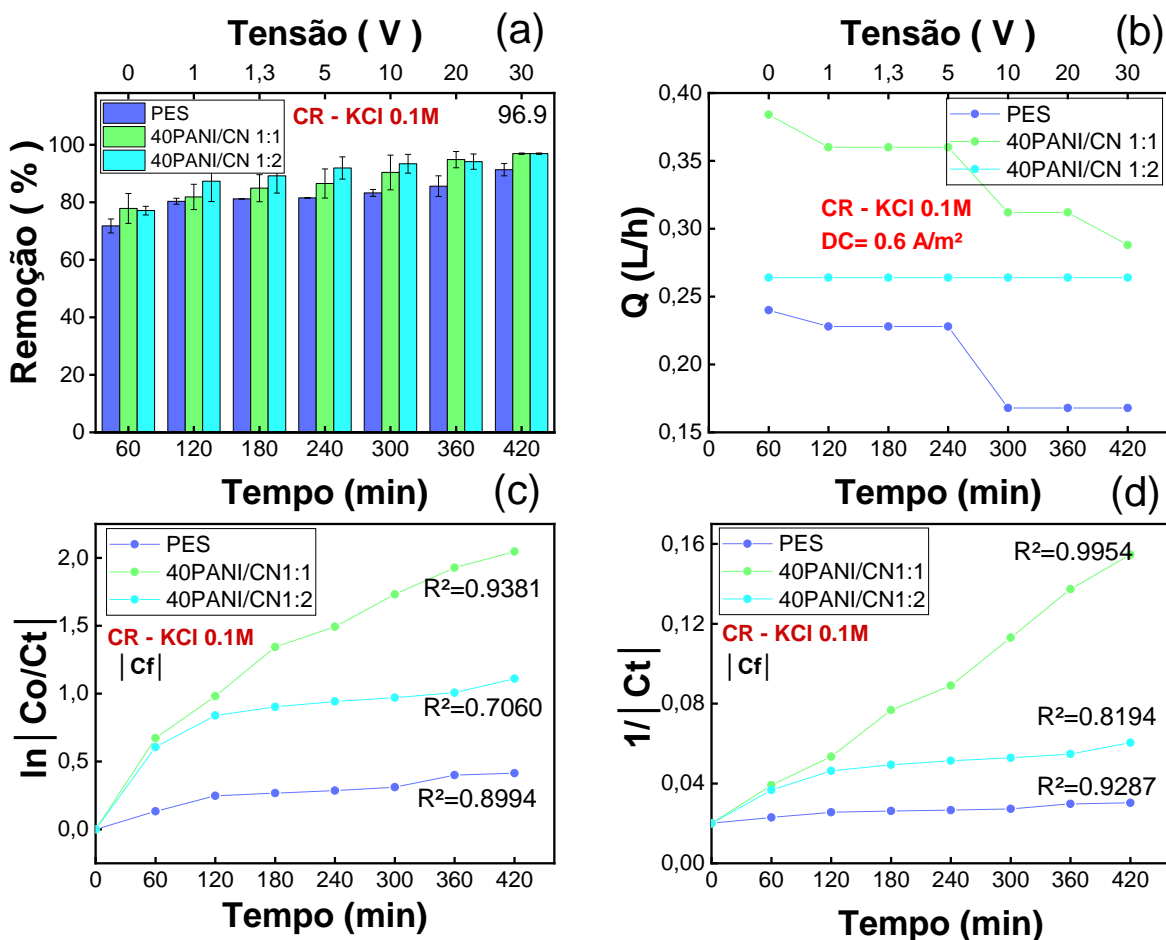 Tensão ( V )
(a)
0 1 1,3 5 10 20 30
PES
40PANI/CN 1:1
40PANI/CN 1:2
CR - KCl 0.1M
96.9
Remoção ( % )
100
80
60
40
20
0
60 120 180 240 300 360 420
Tempo (min)
Tensão ( V )
(b)
0 1 1,3 5 10 20 30
PES
40PANI/CN 1:1
40PANI/CN 1:2
CR - KCl 0.1M
DC= 0.6 A/m²
Q (L/h)
0,40
0,35
0,30
0,25
0,20
0,15
0 60 120 180 240 300 360 420
Tempo (min)
(c)
PES
40PANI/CN1:1
40PANI/CN1:2
CR - KCl 0.1M
|Cf|
R²=0.9381
R²=0.7060
R²=0.8994
ln|Co/Ct|
2,0
1,5
1,0
0,5
0,0
0 60 120 180 240 300 360 420
Tempo (min)
(d)
PES
40PANI/CN1:1
40PANI/CN1:2
CR - KCl 0.1M
|Cf|
R²=0.9954
R²=0.8194
R²=0.9287
1/|Ct|
0,16
0,12
0,08
0,04
0,00
0 60 120 180 240 300 360 420
Tempo (min)